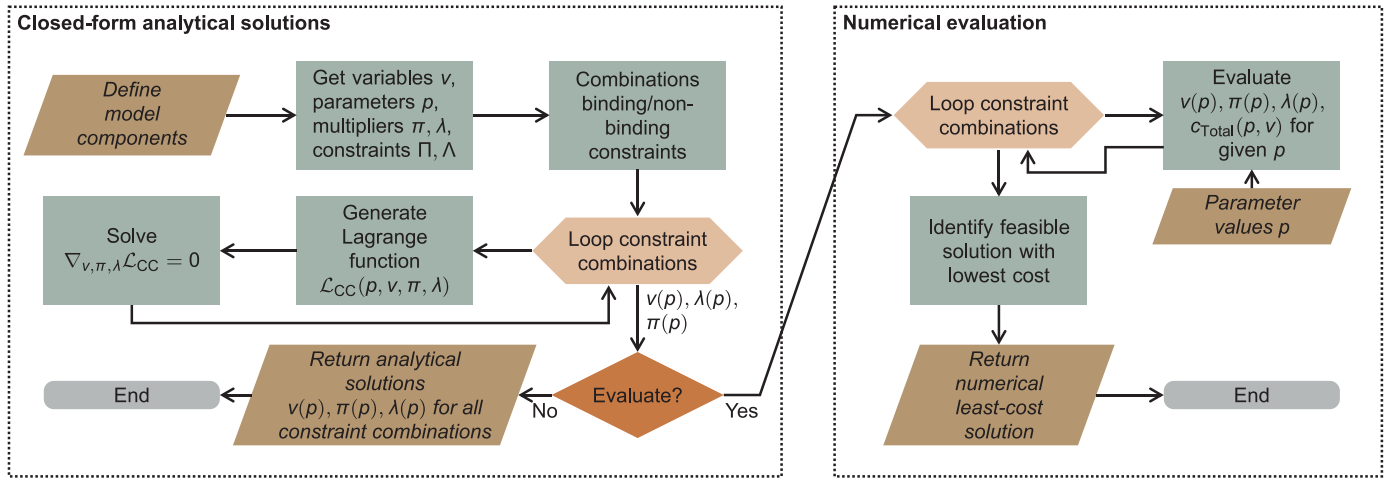 Closed-form analytical solutions
Define
model
components
Get variables v,
parameters p,
multipliers π, λ,
constraints Π, Λ
Combinations
binding/non-
binding
constraints
Loop constraint
combinations
Generate
Lagrange
function
ℒCC(p, v, π, λ)
Solve
∇v,π,λℒCC = 0
v(p), λ(p),
π(p)
Evaluate?
No
Yes
Return analytical
solutions
v(p), π(p), λ(p) for all
constraint combinations
End
Numerical evaluation
Loop constraint
combinations
Evaluate
v(p), π(p), λ(p),
cTotal(p, v) for
given p
Parameter
values p
Identify feasible
solution with
lowest cost
Return
numerical
least-cost
solution
End